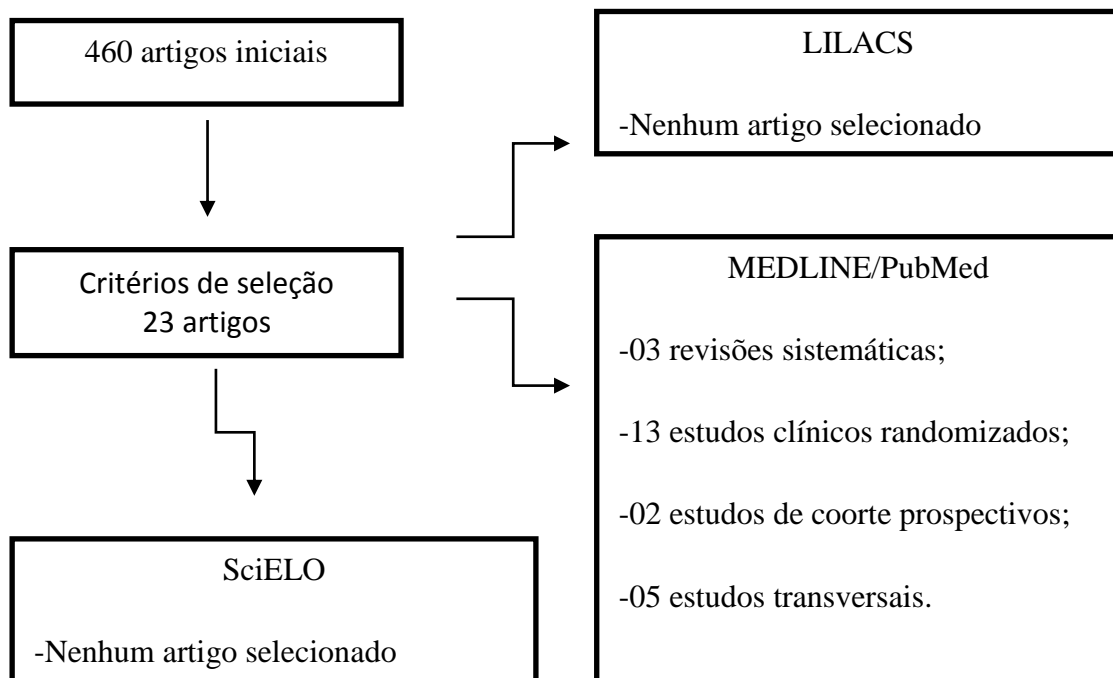 460 artigos iniciais
LILACS
-Nenhum artigo selecionado
Critérios de seleção
23 artigos
MEDLINE/PubMed
-03 revisões sistemáticas;
-13 estudos clínicos randomizados;
-02 estudos de coorte prospectivos;
-05 estudos transversais.
SciELO
-Nenhum artigo selecionado